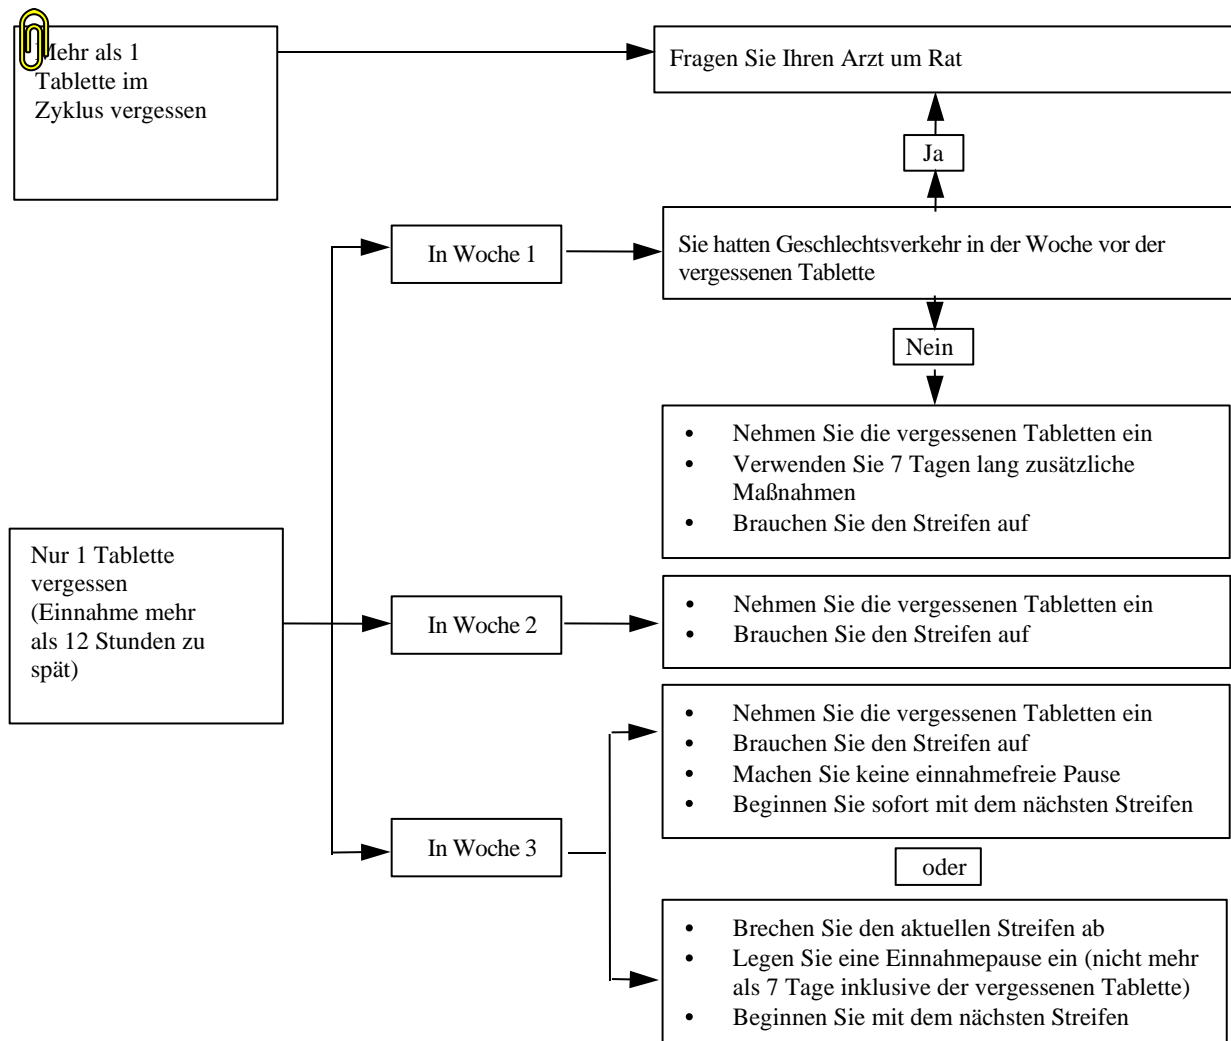 Mehr als 1
Tablette im
Zyklus vergessen
Fragen Sie Ihren Arzt um Rat
Ja
In Woche 1
Sie hatten Geschlechtsverkehr in der Woche vor der
vergessenen Tablette
Nein
• Nehmen Sie die vergessenen Tabletten ein
• Verwenden Sie 7 Tagen lang zusätzliche
Maßnahmen
• Brauchen Sie den Streifen auf
Nur 1 Tablette
vergessen
(Einnahme mehr
als 12 Stunden zu
spät)
In Woche 2
• Nehmen Sie die vergessenen Tabletten ein
• Brauchen Sie den Streifen auf
In Woche 3
• Nehmen Sie die vergessenen Tabletten ein
• Brauchen Sie den Streifen auf
• Machen Sie keine einnahmefreie Pause
• Beginnen Sie sofort mit dem nächsten Streifen
oder
• Brechen Sie den aktuellen Streifen ab
• Legen Sie eine Einnahmepause ein (nicht mehr
als 7 Tage inklusive der vergessenen Tablette)
• Beginnen Sie mit dem nächsten Streifen